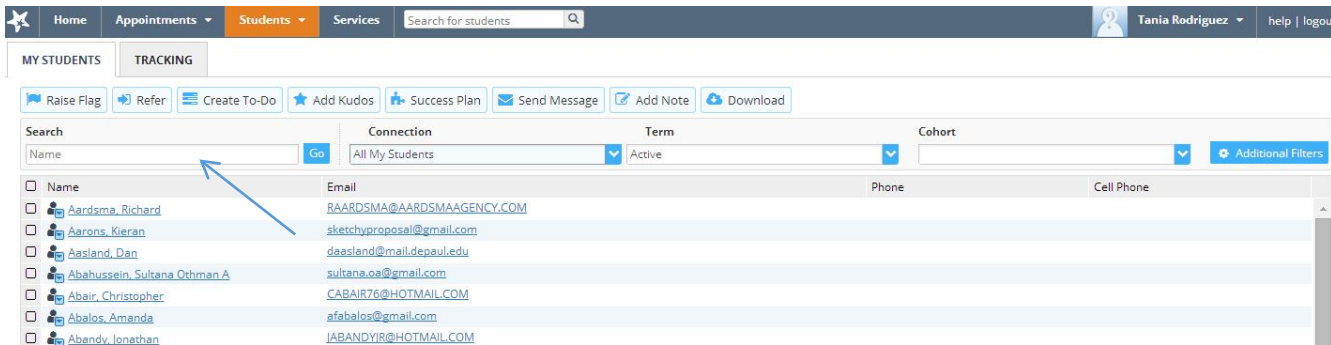 Home Appointments Students Services Search for students Tania Rodriguez help | logou
MY STUDENTS TRACKING
Raise Flag Refer Create To-Do Add Kudos Success Plan Send Message Add Note Download
Search Connection Term Cohort
Name Go All My Students Active Additional Filters
Name Email Phone Cell Phone
Aardsma, Richard RAARDSMA@AARDSMAAGENCY.COM
Aarons, Kieran sketchyproposal@gmail.com
Aasland, Dan daasland@mail.depaul.edu
Abahussein, Sultana Othman A sultana.oa@gmail.com
Abair, Christopher CABAIR76@HOTMAIL.COM
Abalos, Amanda afabalos@gmail.com
Abandy, Jonathan JABANDYJR@HOTMAIL.COM